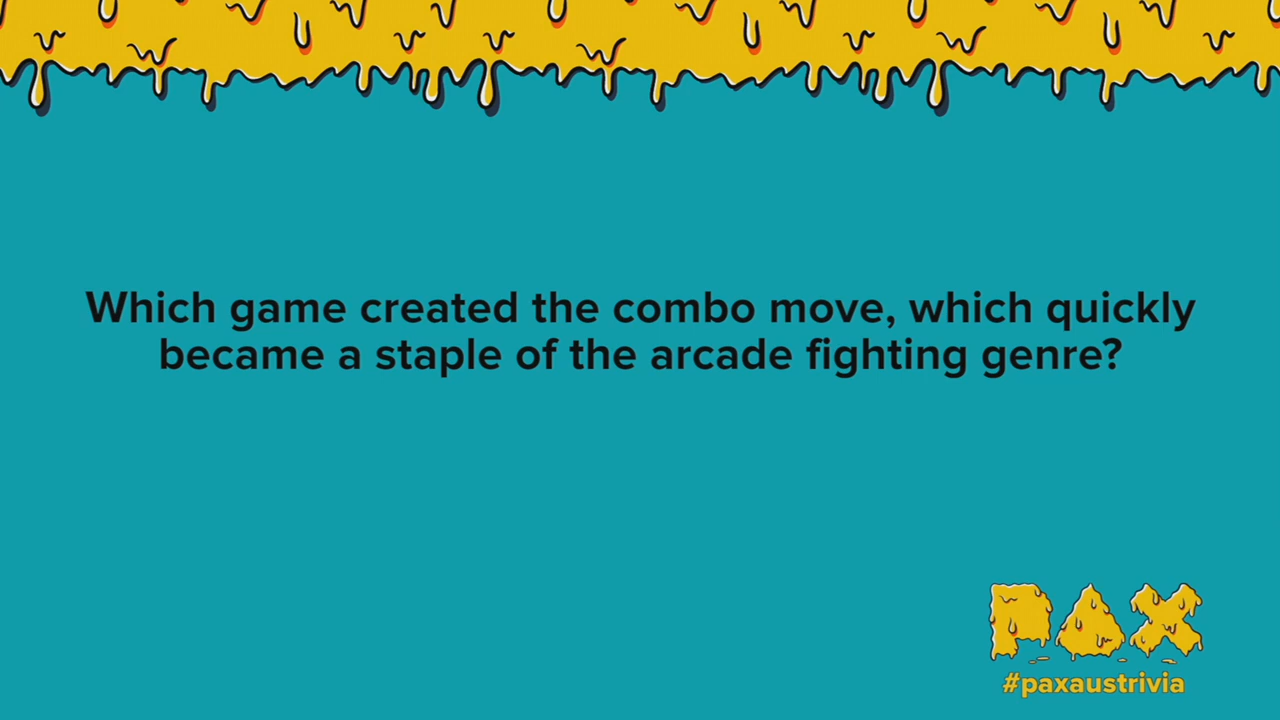 Which game created the combo move, which quickly
became a staple of the arcade fighting genre?
PAX
#paxaustrivia